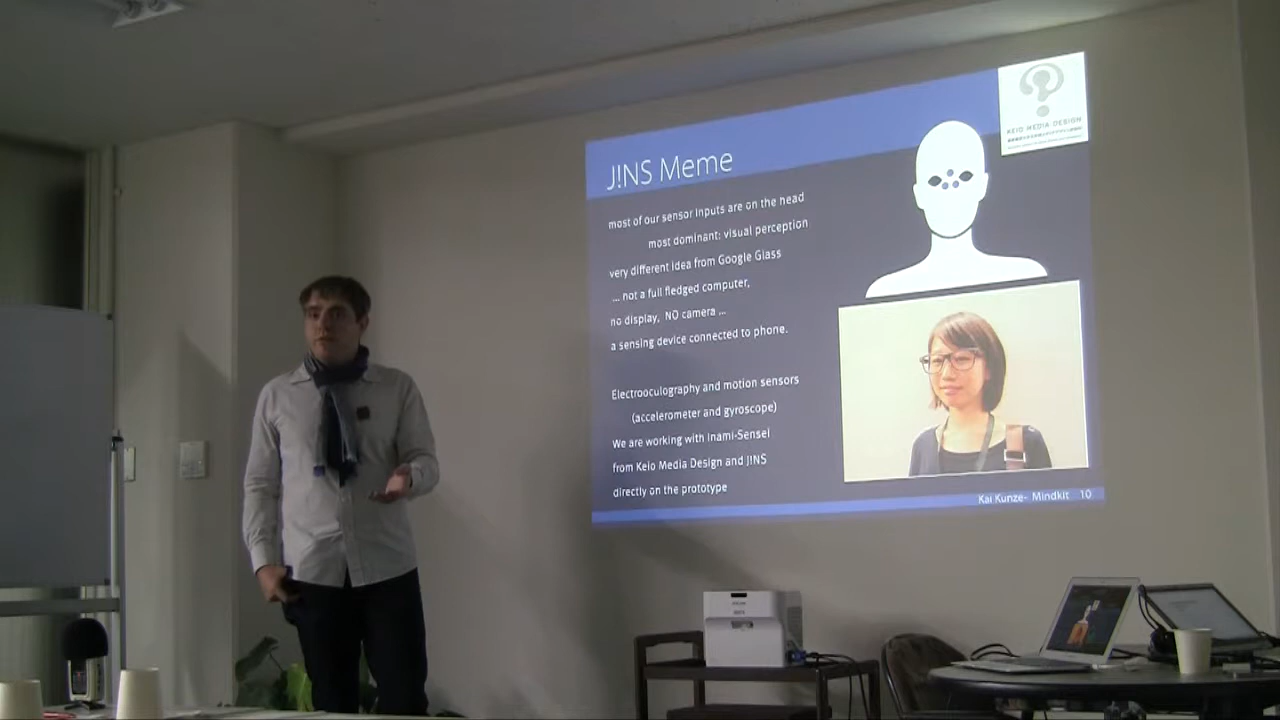 J!NS Meme
most of our sensor inputs are on the head
most dominant: visual perception
very different idea from Google Glass
... not a full fledged computer,
no display, NO camera ...
a sensing device connected to phone.
Electrooculography and motion sensors
(accelerometer and gyroscope)
We are working with Inami-Sensei
from Keio Media Design and J!NS
directly on the prototype
KEIO MEDIA DESIGN
Kai Kunze- Mindkit 10